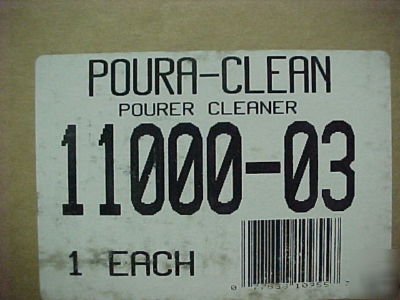 POURA-CLEAN
POURER CLEANER
11000-03
1 EACH